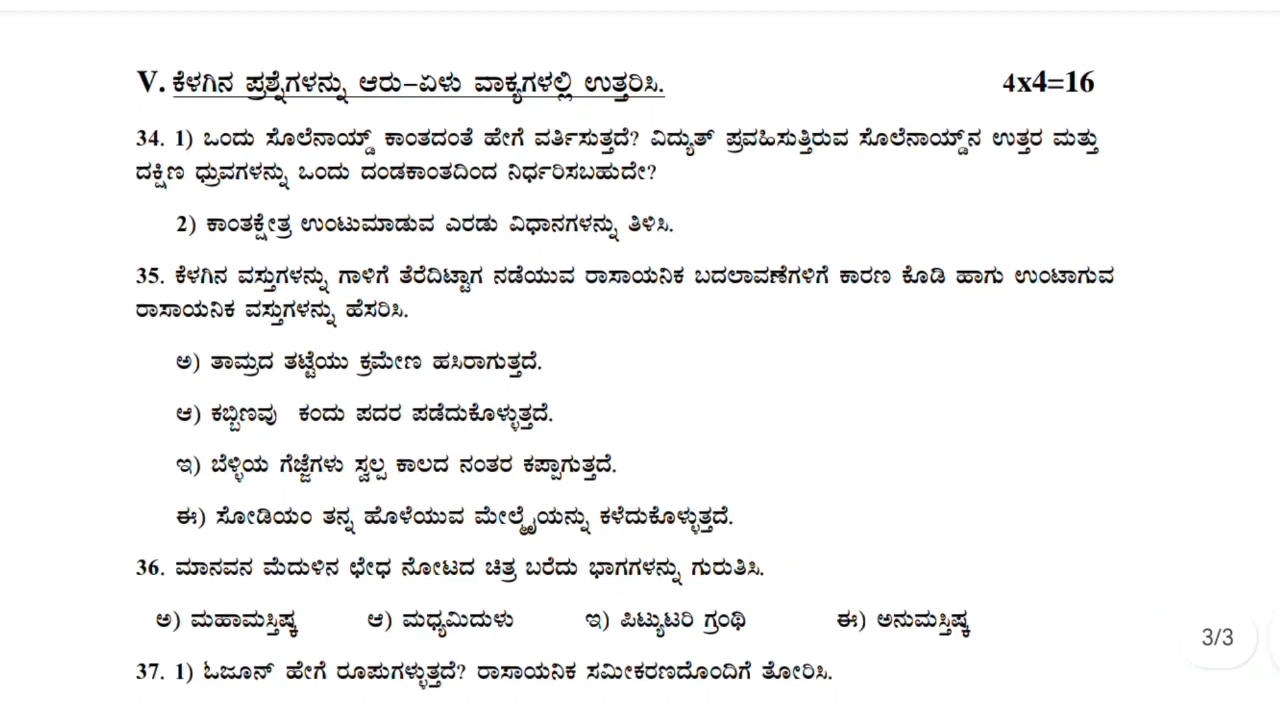 V. ಕೆಳಗಿನ ಪ್ರಶ್ನೆಗಳನ್ನು ಆರು-ಏಳು ವಾಕ್ಯಗಳಲ್ಲಿ ಉತ್ತರಿಸಿ. 4x4=16
34. 1) ಒಂದು ಸೊಲೆನಾಯ್ಡ್ ಕಾಂತದಂತೆ ಹೇಗೆ ವರ್ತಿಸುತ್ತದೆ? ವಿದ್ಯುತ್ ಪ್ರವಹಿಸುತ್ತಿರುವ ಸೊಲೆನಾಯ್ಡ್‌ನ ಉತ್ತರ ಮತ್ತು
ದಕ್ಷಿಣ ಧ್ರುವಗಳನ್ನು ಒಂದು ದಂಡಕಾಂತದಿಂದ ನಿರ್ಧರಿಸಬಹುದೇ?
2) ಕಾಂತಕ್ಷೇತ್ರ ಉಂಟುಮಾಡುವ ಎರಡು ವಿಧಾನಗಳನ್ನು ತಿಳಿಸಿ.
35. ಕೆಳಗಿನ ವಸ್ತುಗಳನ್ನು ಗಾಳಿಗೆ ತೆರೆದಿಟ್ಟಾಗ ನಡೆಯುವ ರಾಸಾಯನಿಕ ಬದಲಾವಣೆಗಳಿಗೆ ಕಾರಣ ಕೊಡಿ ಹಾಗು ಉಂಟಾಗುವ
ರಾಸಾಯನಿಕ ವಸ್ತುಗಳನ್ನು ಹೆಸರಿಸಿ.
ಅ) ತಾಮ್ರದ ತಟ್ಟೆಯು ಕ್ರಮೇಣ ಹಸಿರಾಗುತ್ತದೆ.
ಆ) ಕಬ್ಬಿಣವು ಕಂದು ಪದರ ಪಡೆದುಕೊಳ್ಳುತ್ತದೆ.
ಇ) ಬೆಳ್ಳಿಯ ಗೆಜ್ಜೆಗಳು ಸ್ವಲ್ಪ ಕಾಲದ ನಂತರ ಕಪ್ಪಾಗುತ್ತದೆ.
ಈ) ಸೋಡಿಯಂ ತನ್ನ ಹೊಳೆಯುವ ಮೇಲ್ಮೈಯನ್ನು ಕಳೆದುಕೊಳ್ಳುತ್ತದೆ.
36. ಮಾನವನ ಮೆದುಳಿನ ಛೇಧ ನೋಟದ ಚಿತ್ರ ಬರೆದು ಭಾಗಗಳನ್ನು ಗುರುತಿಸಿ.
ಅ) ಮಹಾಮಸ್ತಿಷ್ಕ ಆ) ಮಧ್ಯಮಿದುಳು ಇ) ಪಿಟ್ಯುಟರಿ ಗ್ರಂಥಿ ಈ) ಅನುಮಸ್ತಿಷ್ಕ
3/3
37. 1) ಓಜೂನ್ ಹೇಗೆ ರೂಪುಗಳ್ಳುತ್ತದೆ? ರಾಸಾಯನಿಕ ಸಮೀಕರಣದೊಂದಿಗೆ ತೋರಿಸಿ.